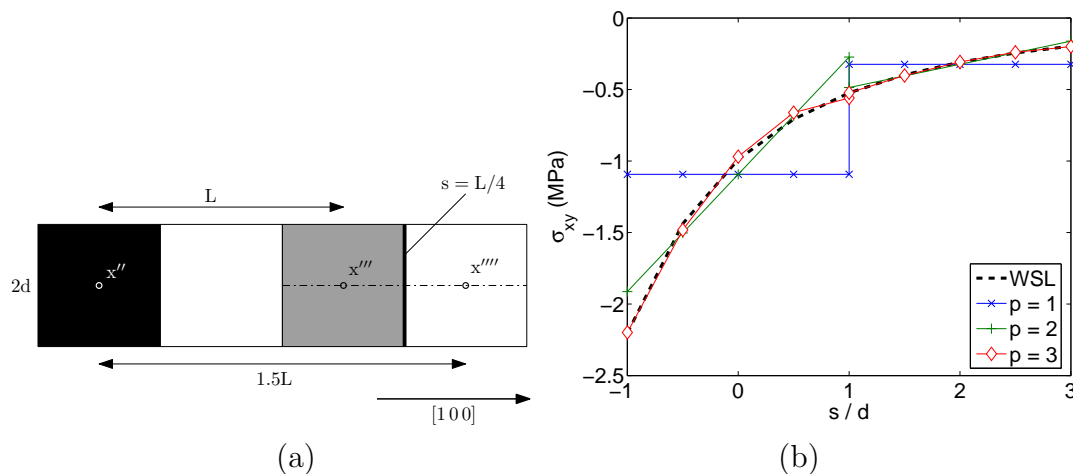 L
s = L/4
x′′
x′′′
x′′′′
2d
1.5L
[1 0 0]
(a)
0
−0.5
−1
−1.5
−2
−2.5
σxy (MPa)
−1
0
1
2
3
s / d
WSL
p = 1
p = 2
p = 3
(b)